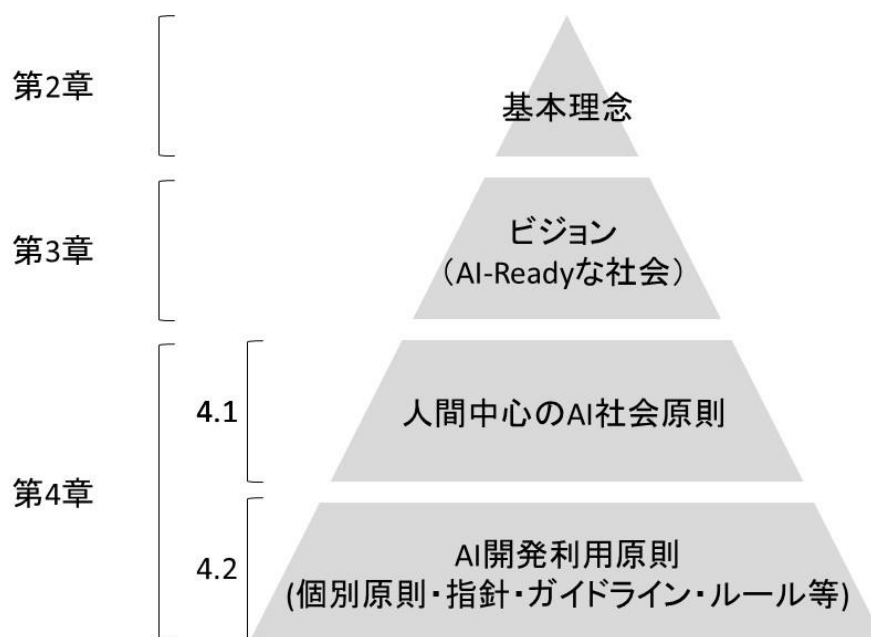 第2章
基本理念
第3章
ビジョン
（AI-Readyな社会）
第4章
4.1
人間中心のAI社会原則
4.2
AI開発利用原則
(個別原則・指針・ガイドライン・ルール等)